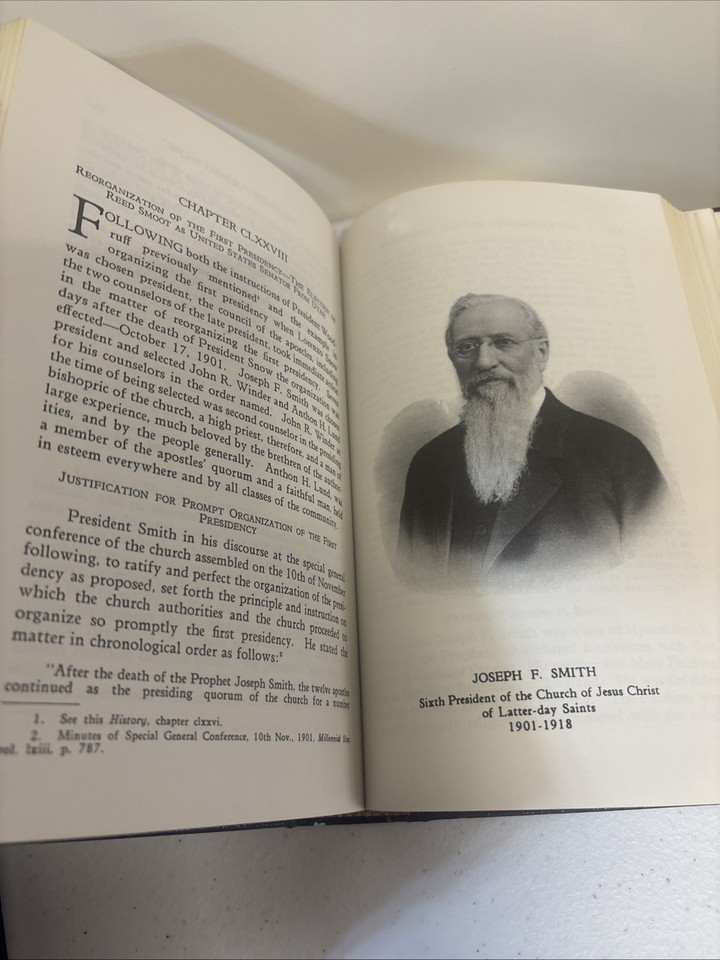 CHAPTER CLXXVIII
REORGANIZATION OF THE FIRST PRESIDENCY—THE ELECTION OF
REED SMOOT AS UNITED STATES SENATOR FROM UTAH
FOLLOWING both the instructions of President Wood-
ruff previously mentioned¹ and the example in
organizing the first presidency when Lorenzo Snow
was chosen president, the council of the apostles, including
the two counselors of the late president, took immediate action
in the matter of reorganizing the first presidency. Seven
days after the death of President Snow the organization was
effected—October 17, 1901. Joseph F. Smith was chosen
president and selected John R. Winder and Anthon H. Lund
for his counselors in the order named. John R. Winder at
the time of being selected was second counselor in the presiding
bishopric of the church, a high priest, therefore, and a man of
large experience, much beloved by the brethren of the author-
ities, and by the people generally. Anthon H. Lund, was
a member of the apostles' quorum and a faithful man, held
in esteem everywhere and by all classes of the community.
JUSTIFICATION FOR PROMPT ORGANIZATION OF THE FIRST
PRESIDENCY
President Smith in his discourse at the special general
conference of the church assembled on the 10th of November
following, to ratify and perfect the organization of the presi-
dency as proposed, set forth the principle and instruction on
which the church authorities and the church proceeded to
organize so promptly the first presidency. He stated the
matter in chronological order as follows:²
"After the death of the Prophet Joseph Smith, the twelve apostles
continued as the presiding quorum of the church for a number
1. See this History, chapter clxxvi.
2. Minutes of Special General Conference, 10th Nov., 1901, Millennial Star,
vol. lxiii, p. 787.
JOSEPH F. SMITH
Sixth President of the Church of Jesus Christ
of Latter-day Saints
1901-1918